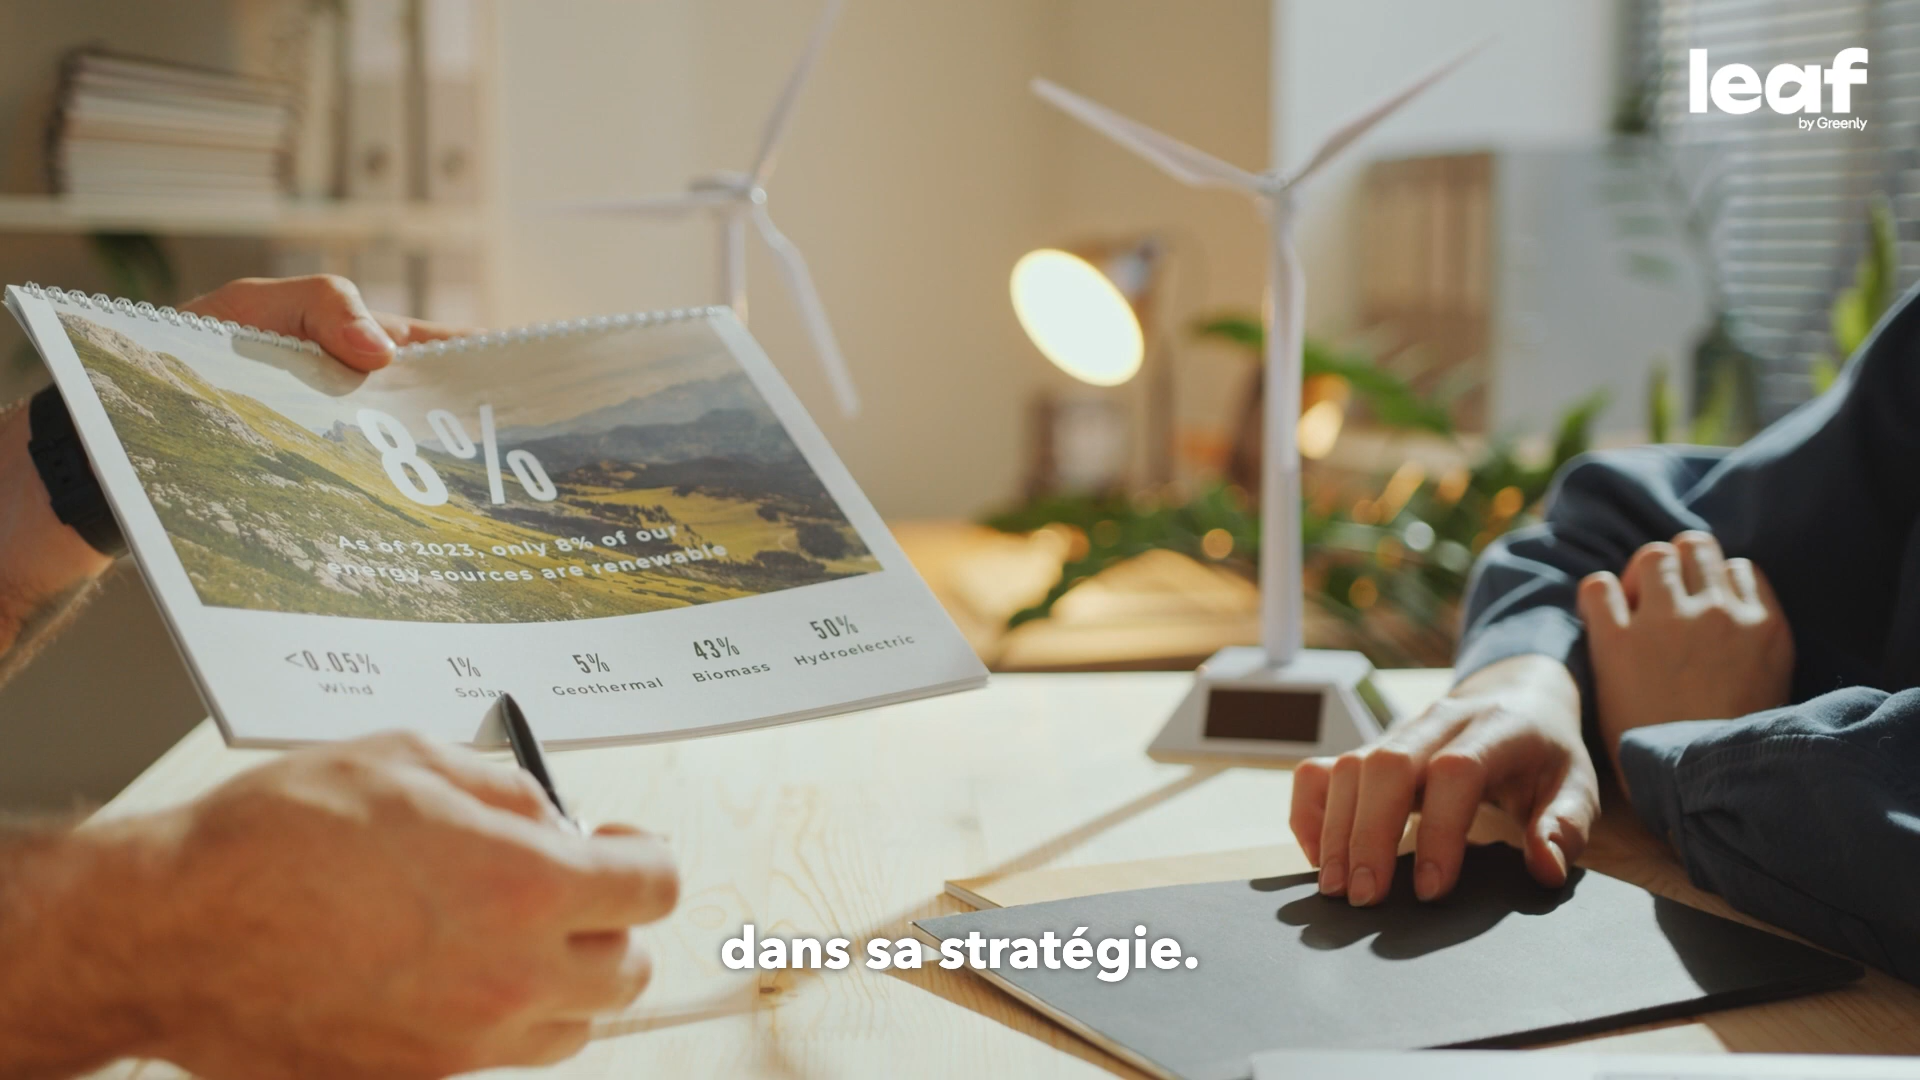 leaf
by Greenly
8%
As of 2023, only 8% of our
energy sources are renewable
<0.05%
Wind
1%
Solar
5%
Geothermal
43%
Biomass
50%
Hydroelectric
dans sa stratégie.